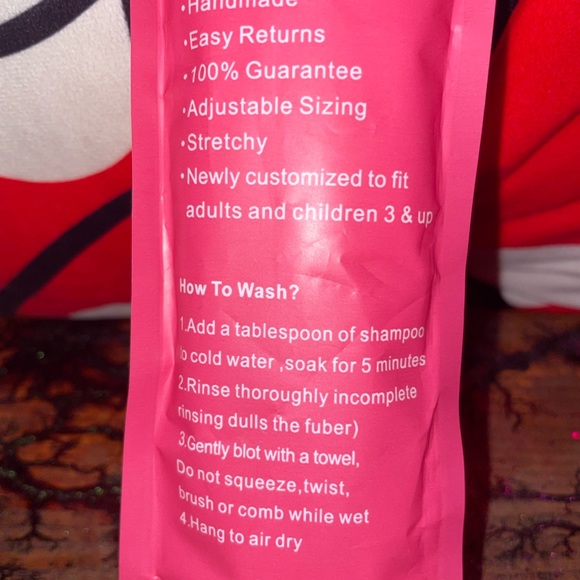 ·Handmade
·Easy Returns
·100% Guarantee
·Adjustable Sizing
·Stretchy
·Newly customized to fit
adults and children 3 & up
How To Wash?
1.Add a tablespoon of shampoo
to cold water ,soak for 5 minutes
2.Rinse thoroughly incomplete
rinsing dulls the fuber)
3.Gently blot with a towel,
Do not squeeze,twist,
brush or comb while wet
4.Hang to air dry